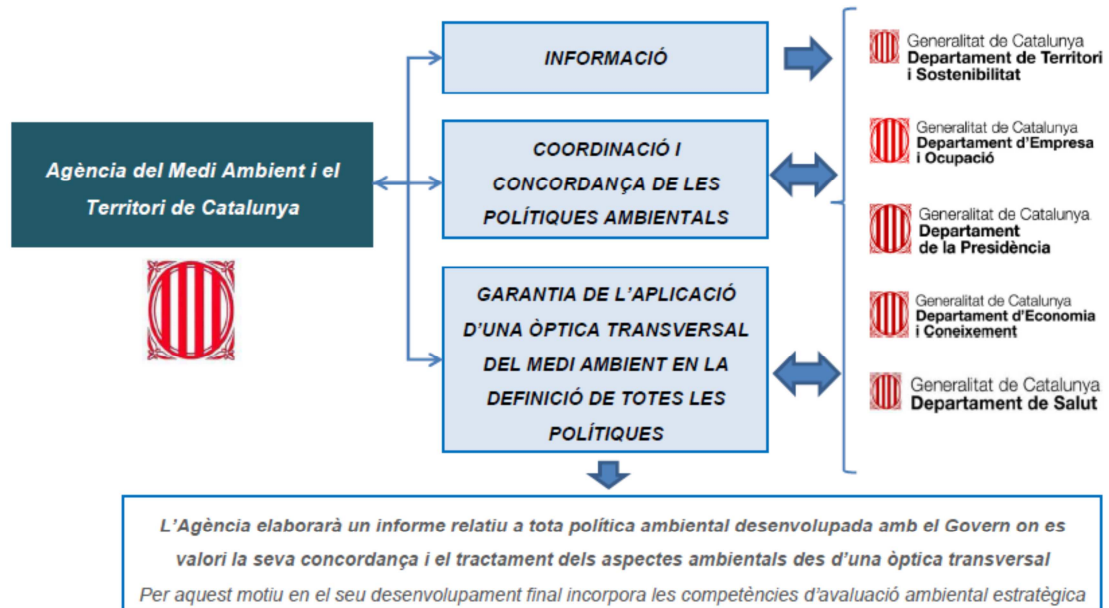 Agència del Medi Ambient i el
Territori de Catalunya
INFORMACIÓ
COORDINACIÓ I
CONCORDANÇA DE LES
POLÍTIQUES AMBIENTALS
GARANTIA DE L'APLICACIÓ
D'UNA ÒPTICA TRANSVERSAL
DEL MEDI AMBIENT EN LA
DEFINICIÓ DE TOTES LES
POLÍTIQUES
Generalitat de Catalunya
Departament de Territori
i Sostenibilitat
Generalitat de Catalunya
Departament d'Empresa
i Ocupació
Generalitat de Catalunya
Departament
de la Presidència
Generalitat de Catalunya
Departament d'Economia
i Coneixement
Generalitat de Catalunya
Departament de Salut
L'Agència elaborarà un informe relatiu a tota política ambiental desenvolupada amb el Govern on es
valori la seva concordança i el tractament dels aspectes ambientals des d'una òptica transversal
Per aquest motiu en el seu desenvolupament final incorpora les competències d'avaluació ambiental estratègica